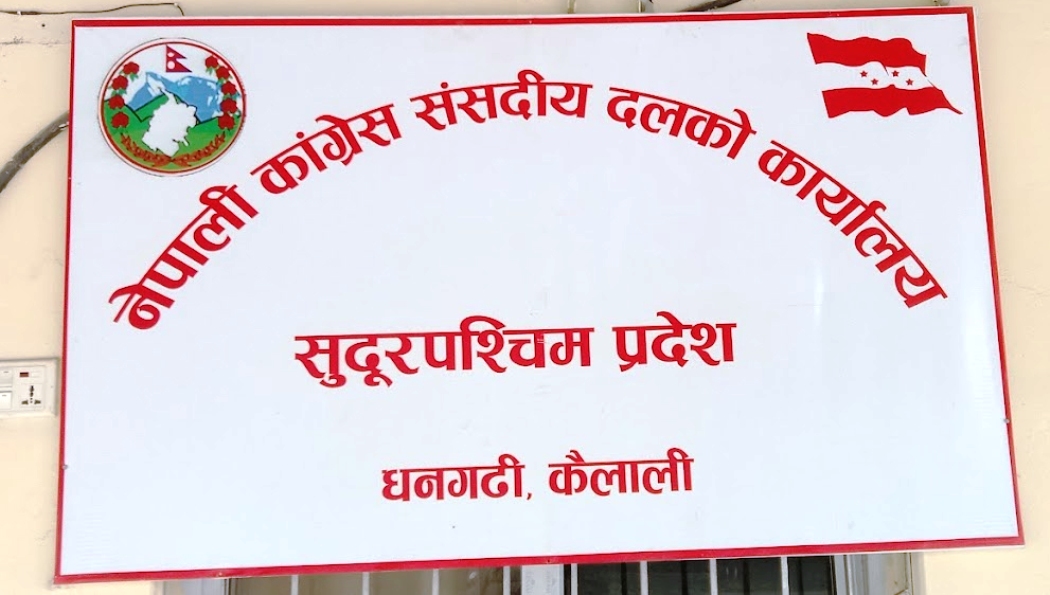 नेपाली कांग्रेस संसदीय दलको कार्यालय
सुदूरपश्चिम प्रदेश
धनगढी, कैलाली